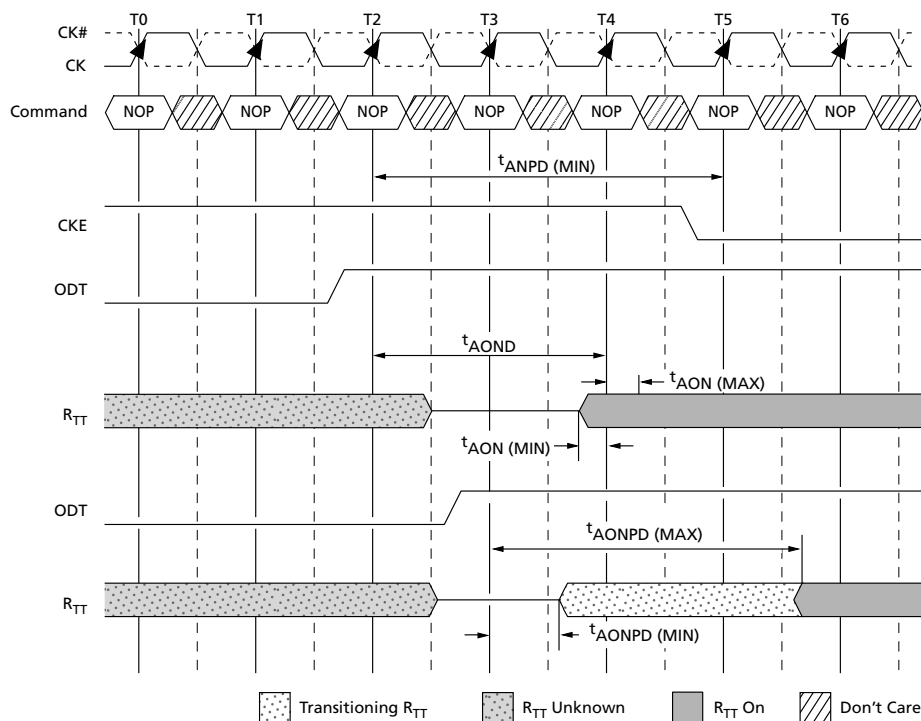 T0 T1 T2 T3 T4 T5 T6
CK#
CK
Command NOP NOP NOP NOP NOP NOP NOP
tANPD (MIN)
CKE
ODT
tAOND
tAON (MAX)
RTT
tAON (MIN)
ODT
tAONPD (MAX)
RTT
tAONPD (MIN)
Transitioning RTT RTT Unknown RTT On Don't Care